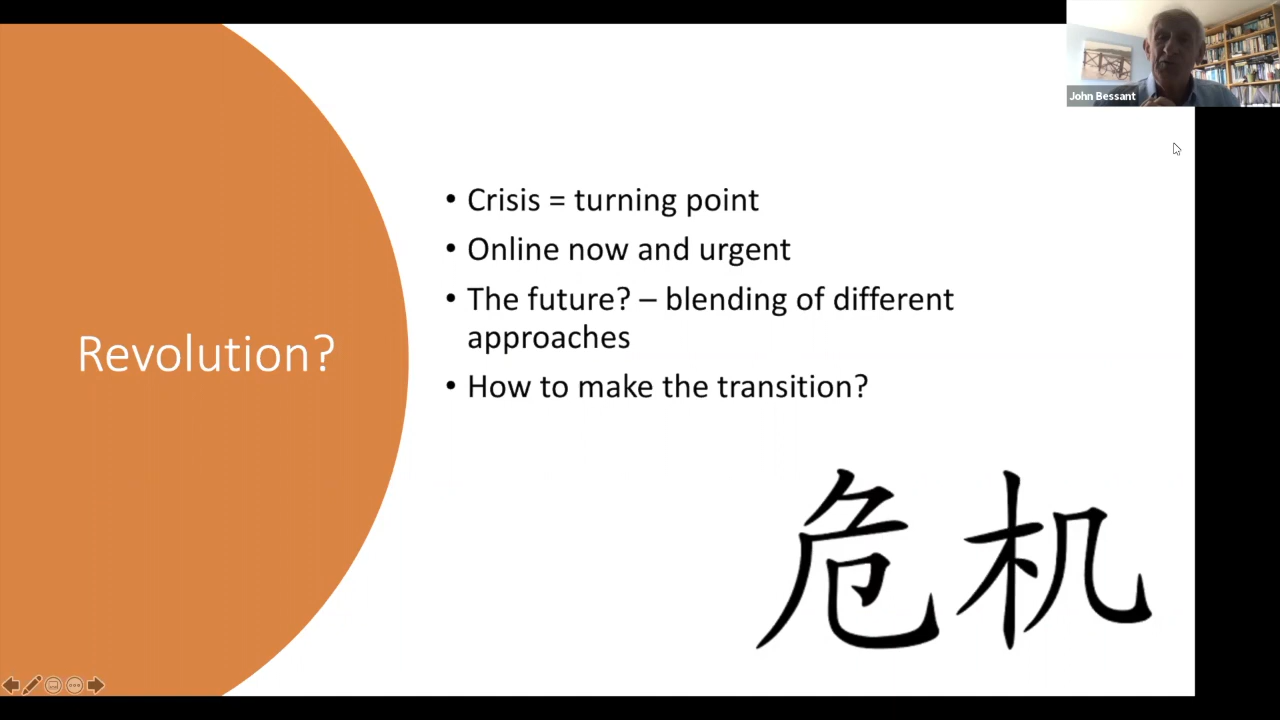 John Bessant
Revolution?
• Crisis = turning point
• Online now and urgent
• The future? – blending of different
approaches
• How to make the transition?
危机